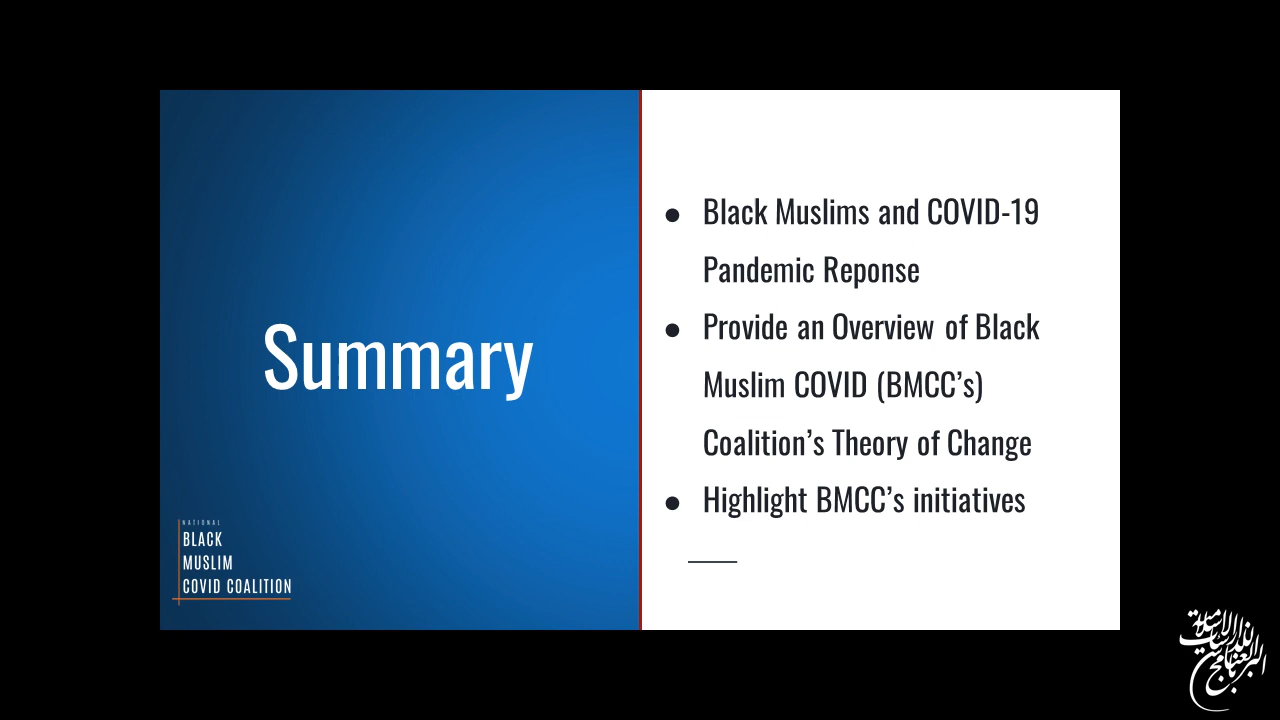 Summary
NATIONAL
BLACK
MUSLIM
COVID COALITION
● Black Muslims and COVID-19
Pandemic Reponse
● Provide an Overview of Black
Muslim COVID (BMCC’s)
Coalition’s Theory of Change
● Highlight BMCC’s initiatives